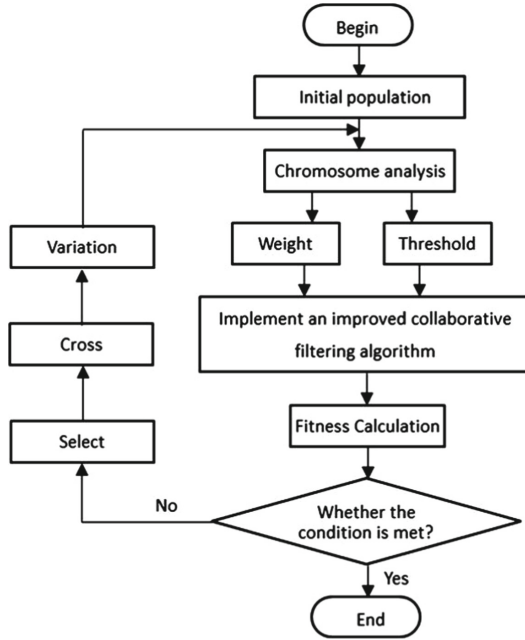 Begin
Initial population
Chromosome analysis
Weight
Threshold
Implement an improved collaborative
filtering algorithm
Fitness Calculation
Whether the
condition is met?
No
Select
Cross
Variation
Yes
End